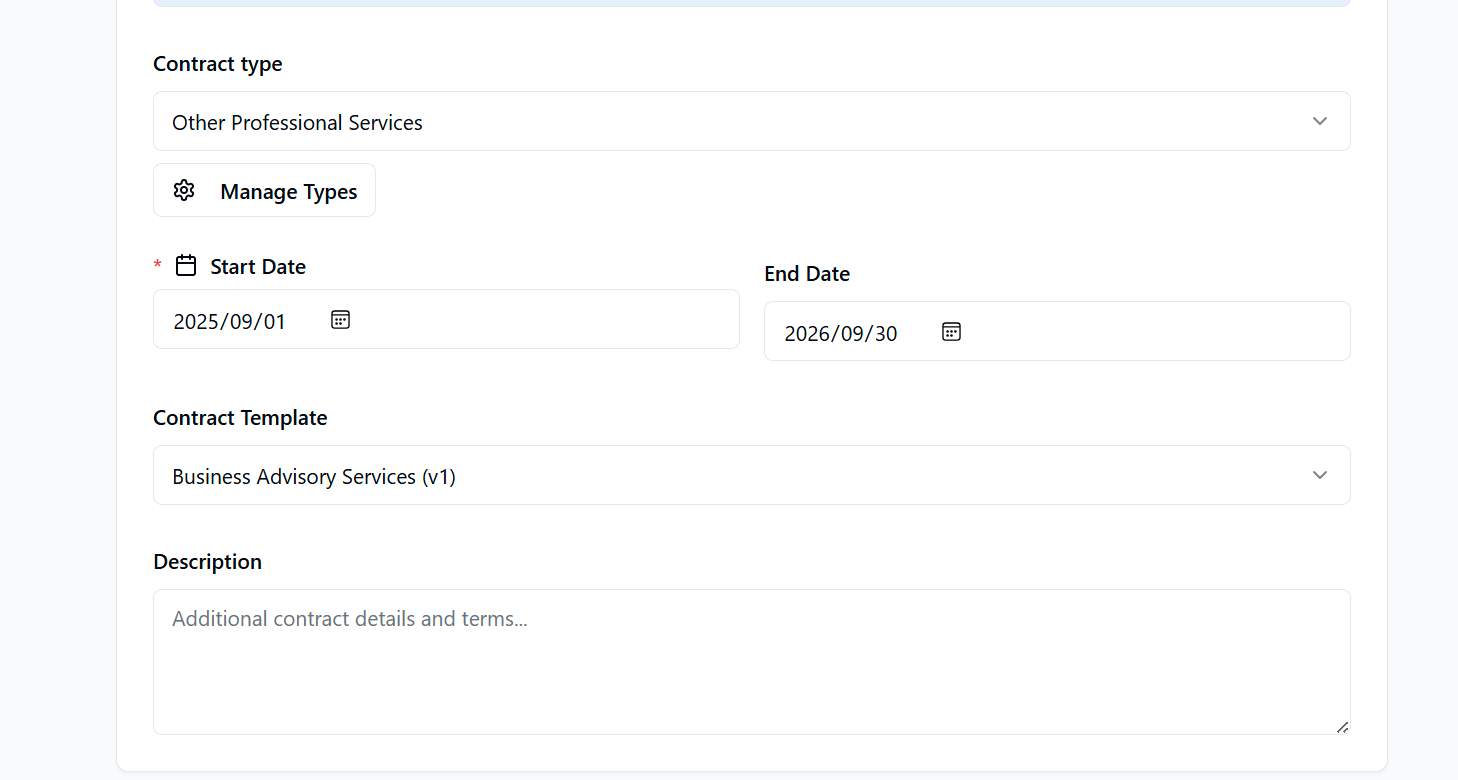 Contract type
Other Professional Services
Manage Types
* Start Date
End Date
2025/09/01
2026/09/30
Contract Template
Business Advisory Services (v1)
Description
Additional contract details and terms...